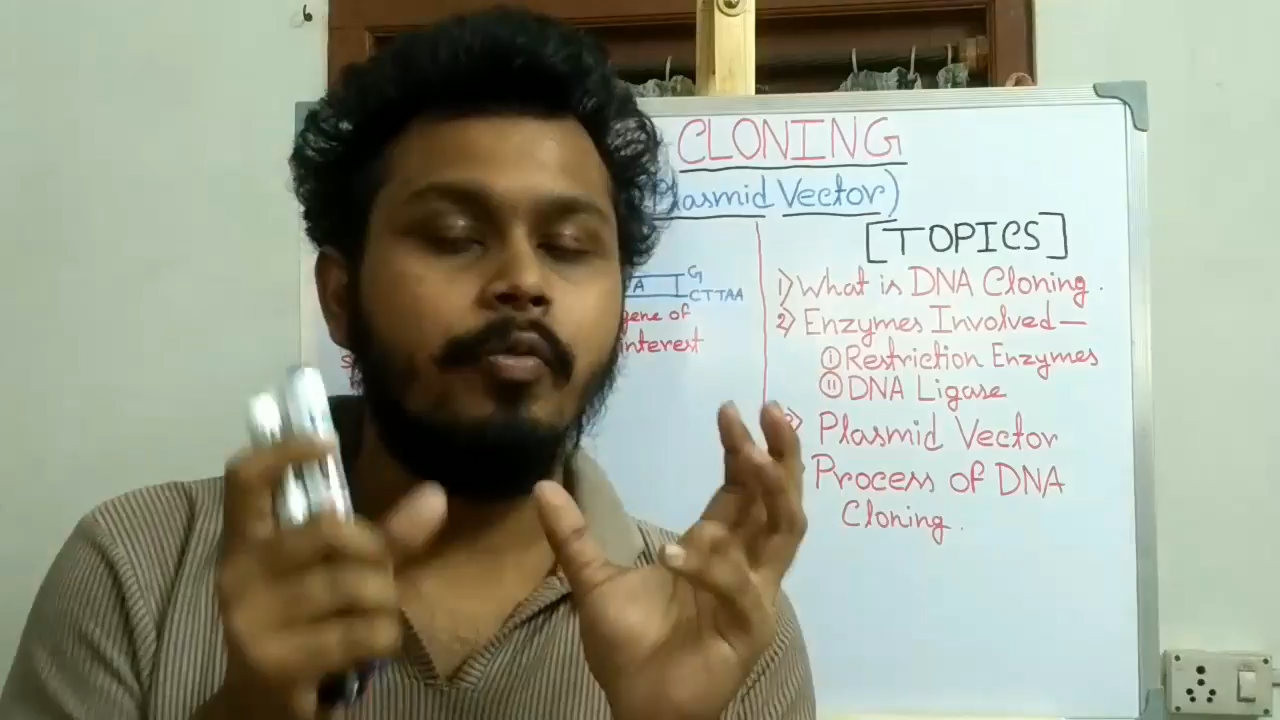 CLONING
Plasmid Vector)
[TOPICS]
1) What is DNA Cloning.
2) Enzymes Involved—
(i) Restriction Enzymes
(ii) DNA Ligase
Plasmid Vector
Process of DNA
Cloning.
A G
CTTAA
gene of
interest